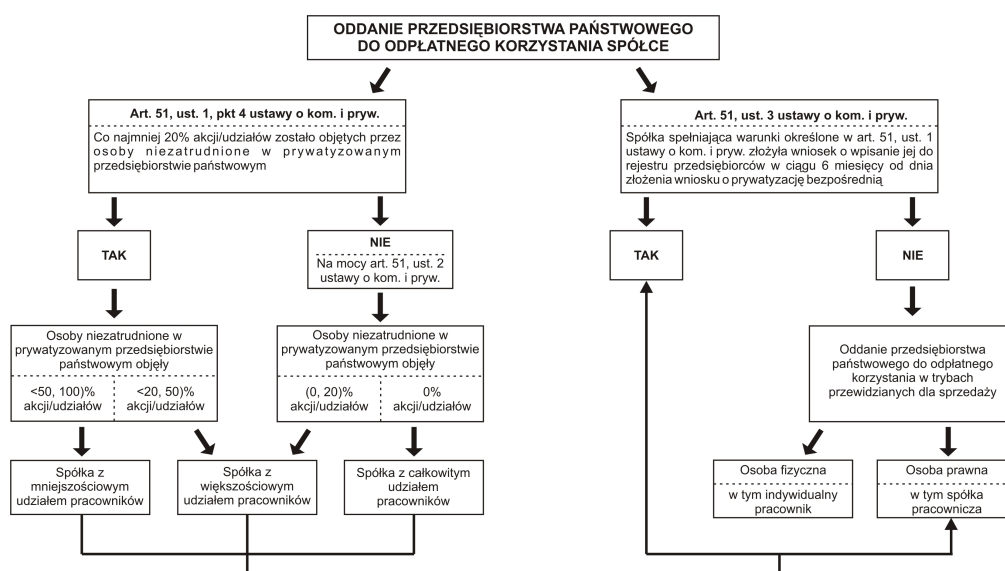 ODDANIE PRZEDSIĘBIORSTWA PAŃSTWOWEGO
DO ODPŁATNEGO KORZYSTANIA SPÓŁCE
Art. 51, ust. 1, pkt 4 ustawy o kom. i pryw.
Co najmniej 20% akcji/udziałów zostało objętych przez
osoby niezatrudnione w prywatyzowanym
przedsiębiorstwie państwowym
Art. 51, ust. 3 ustawy o kom. i pryw.
Spółka spełniająca warunki określone w art. 51, ust. 1
ustawy o kom. i pryw. złożyła wniosek o wpisanie jej do
rejestru przedsiębiorców w ciągu 6 miesięcy od dnia
złożenia wniosku o prywatyzację bezpośrednią
TAK
NIE
Na mocy art. 51, ust. 2
ustawy o kom. i pryw.
TAK
NIE
Osoby niezatrudnione w
prywatyzowanym przedsiębiorstwie
państwowym objęły
<50, 100)%
akcji/udziałów
<20, 50)%
akcji/udziałów
Osoby niezatrudnione w
prywatyzowanym przedsiębiorstwie
państwowym objęły
(0, 20)%
akcji/udziałów
0%
akcji/udziałów
Oddanie przedsiębiorstwa
państwowego do odpłatnego
korzystania w trybach
przewidzianych dla sprzedaży
Spółka z
mniejszościowym
udziałem pracowników
Spółka z
większościowym
udziałem pracowników
Spółka z całkowitym
udziałem
pracowników
Osoba fizyczna
w tym indywidualny
pracownik
Osoba prawna
w tym spółka
pracownicza